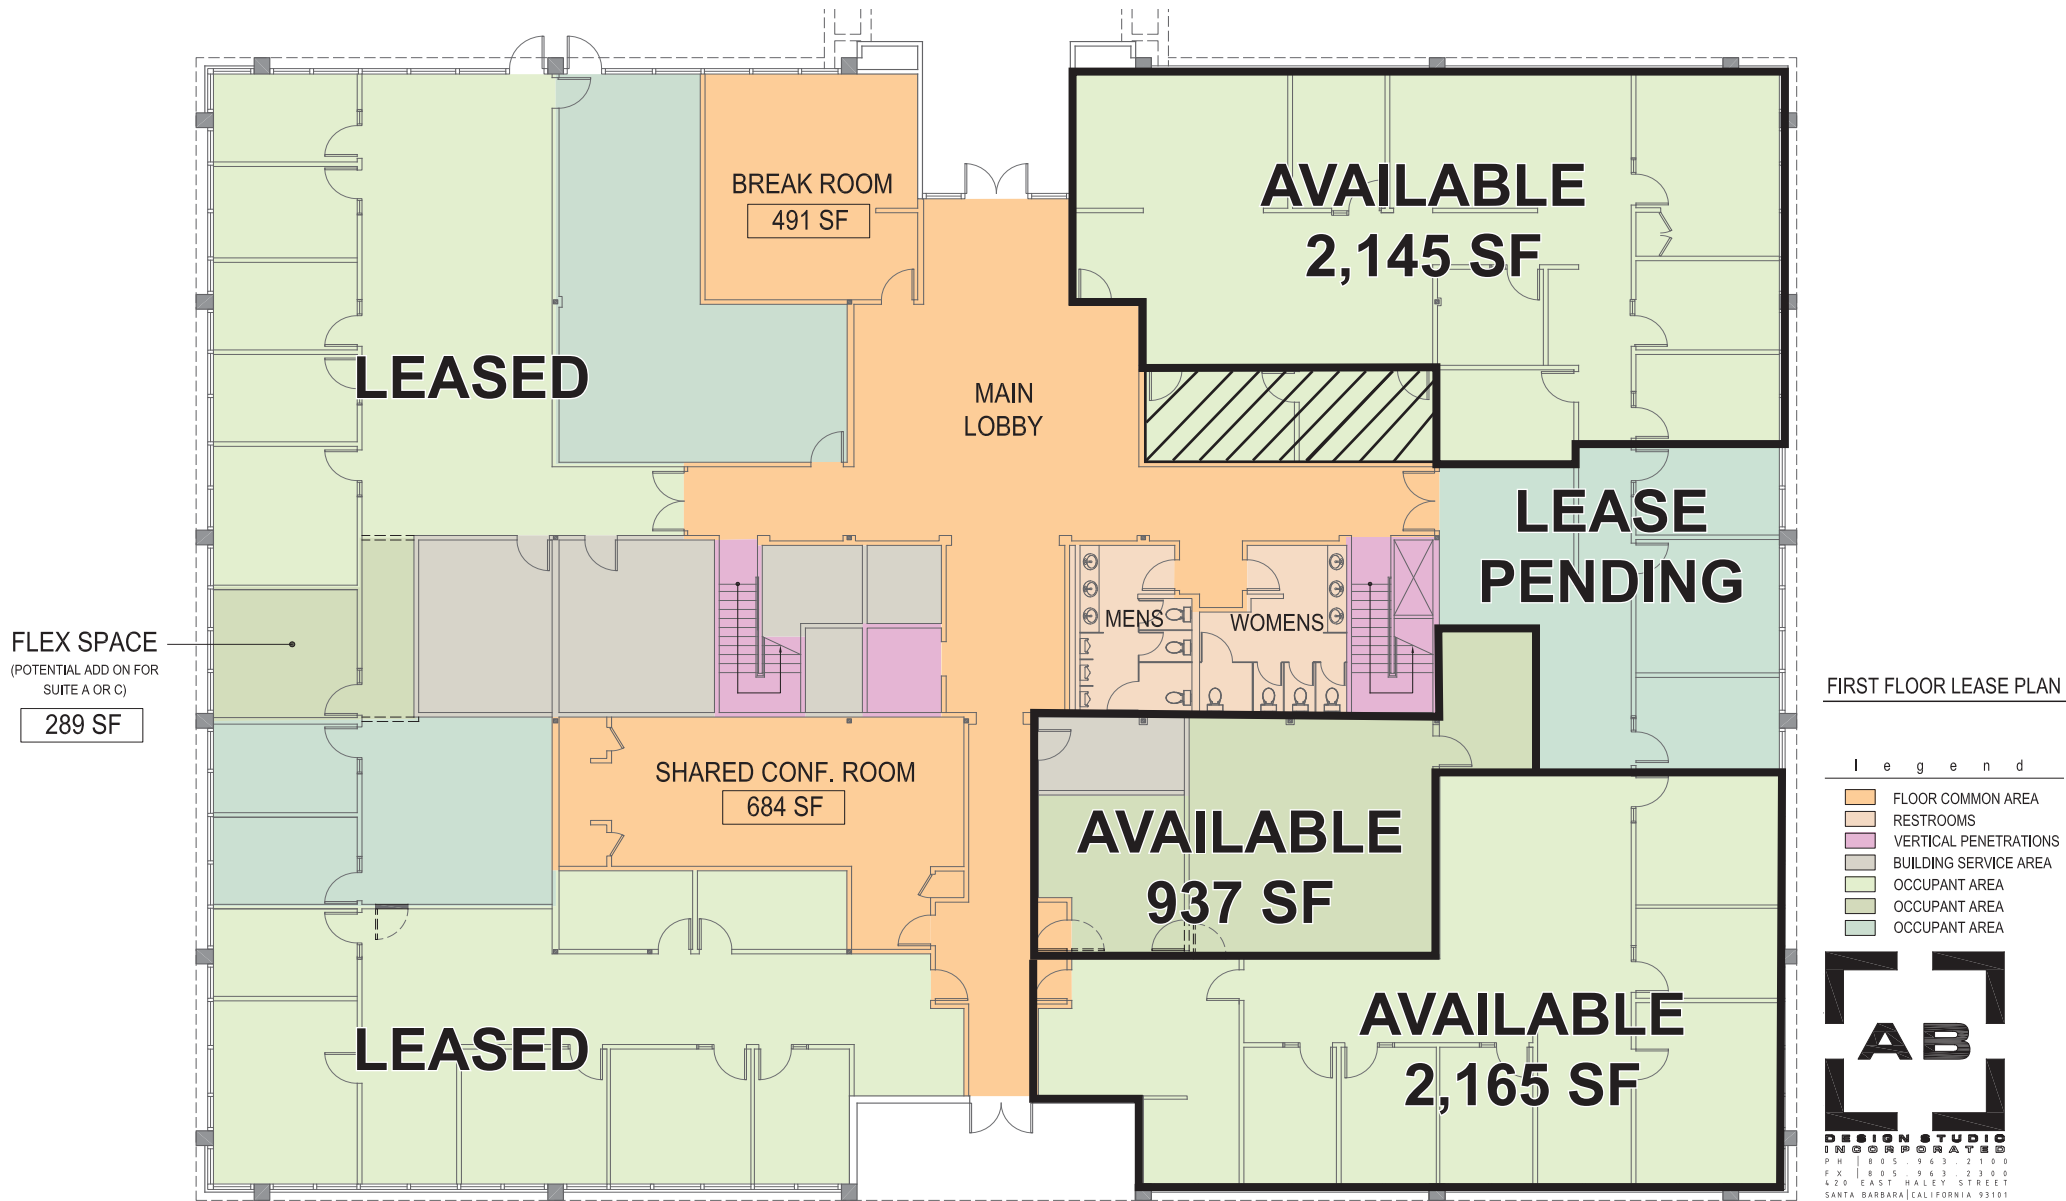 BREAK ROOM
491 SF
AVAILABLE
2,145 SF
LEASED
MAIN
LOBBY
LEASE
PENDING
MENS
WOMENS
FLEX SPACE
(POTENTIAL ADD ON FOR
SUITE A OR C)
289 SF
SHARED CONF. ROOM
684 SF
AVAILABLE
937 SF
LEASED
AVAILABLE
2,165 SF
FIRST FLOOR LEASE PLAN
legend
FLOOR COMMON AREA
RESTROOMS
VERTICAL PENETRATIONS
BUILDING SERVICE AREA
OCCUPANT AREA
OCCUPANT AREA
OCCUPANT AREA
AB
DESIGN STUDIO
INCORPORATED
PH | 805.963.2100
FX | 805.963.2300
420 EAST HALEY STREET
SANTA BARBARA | CALIFORNIA 93101